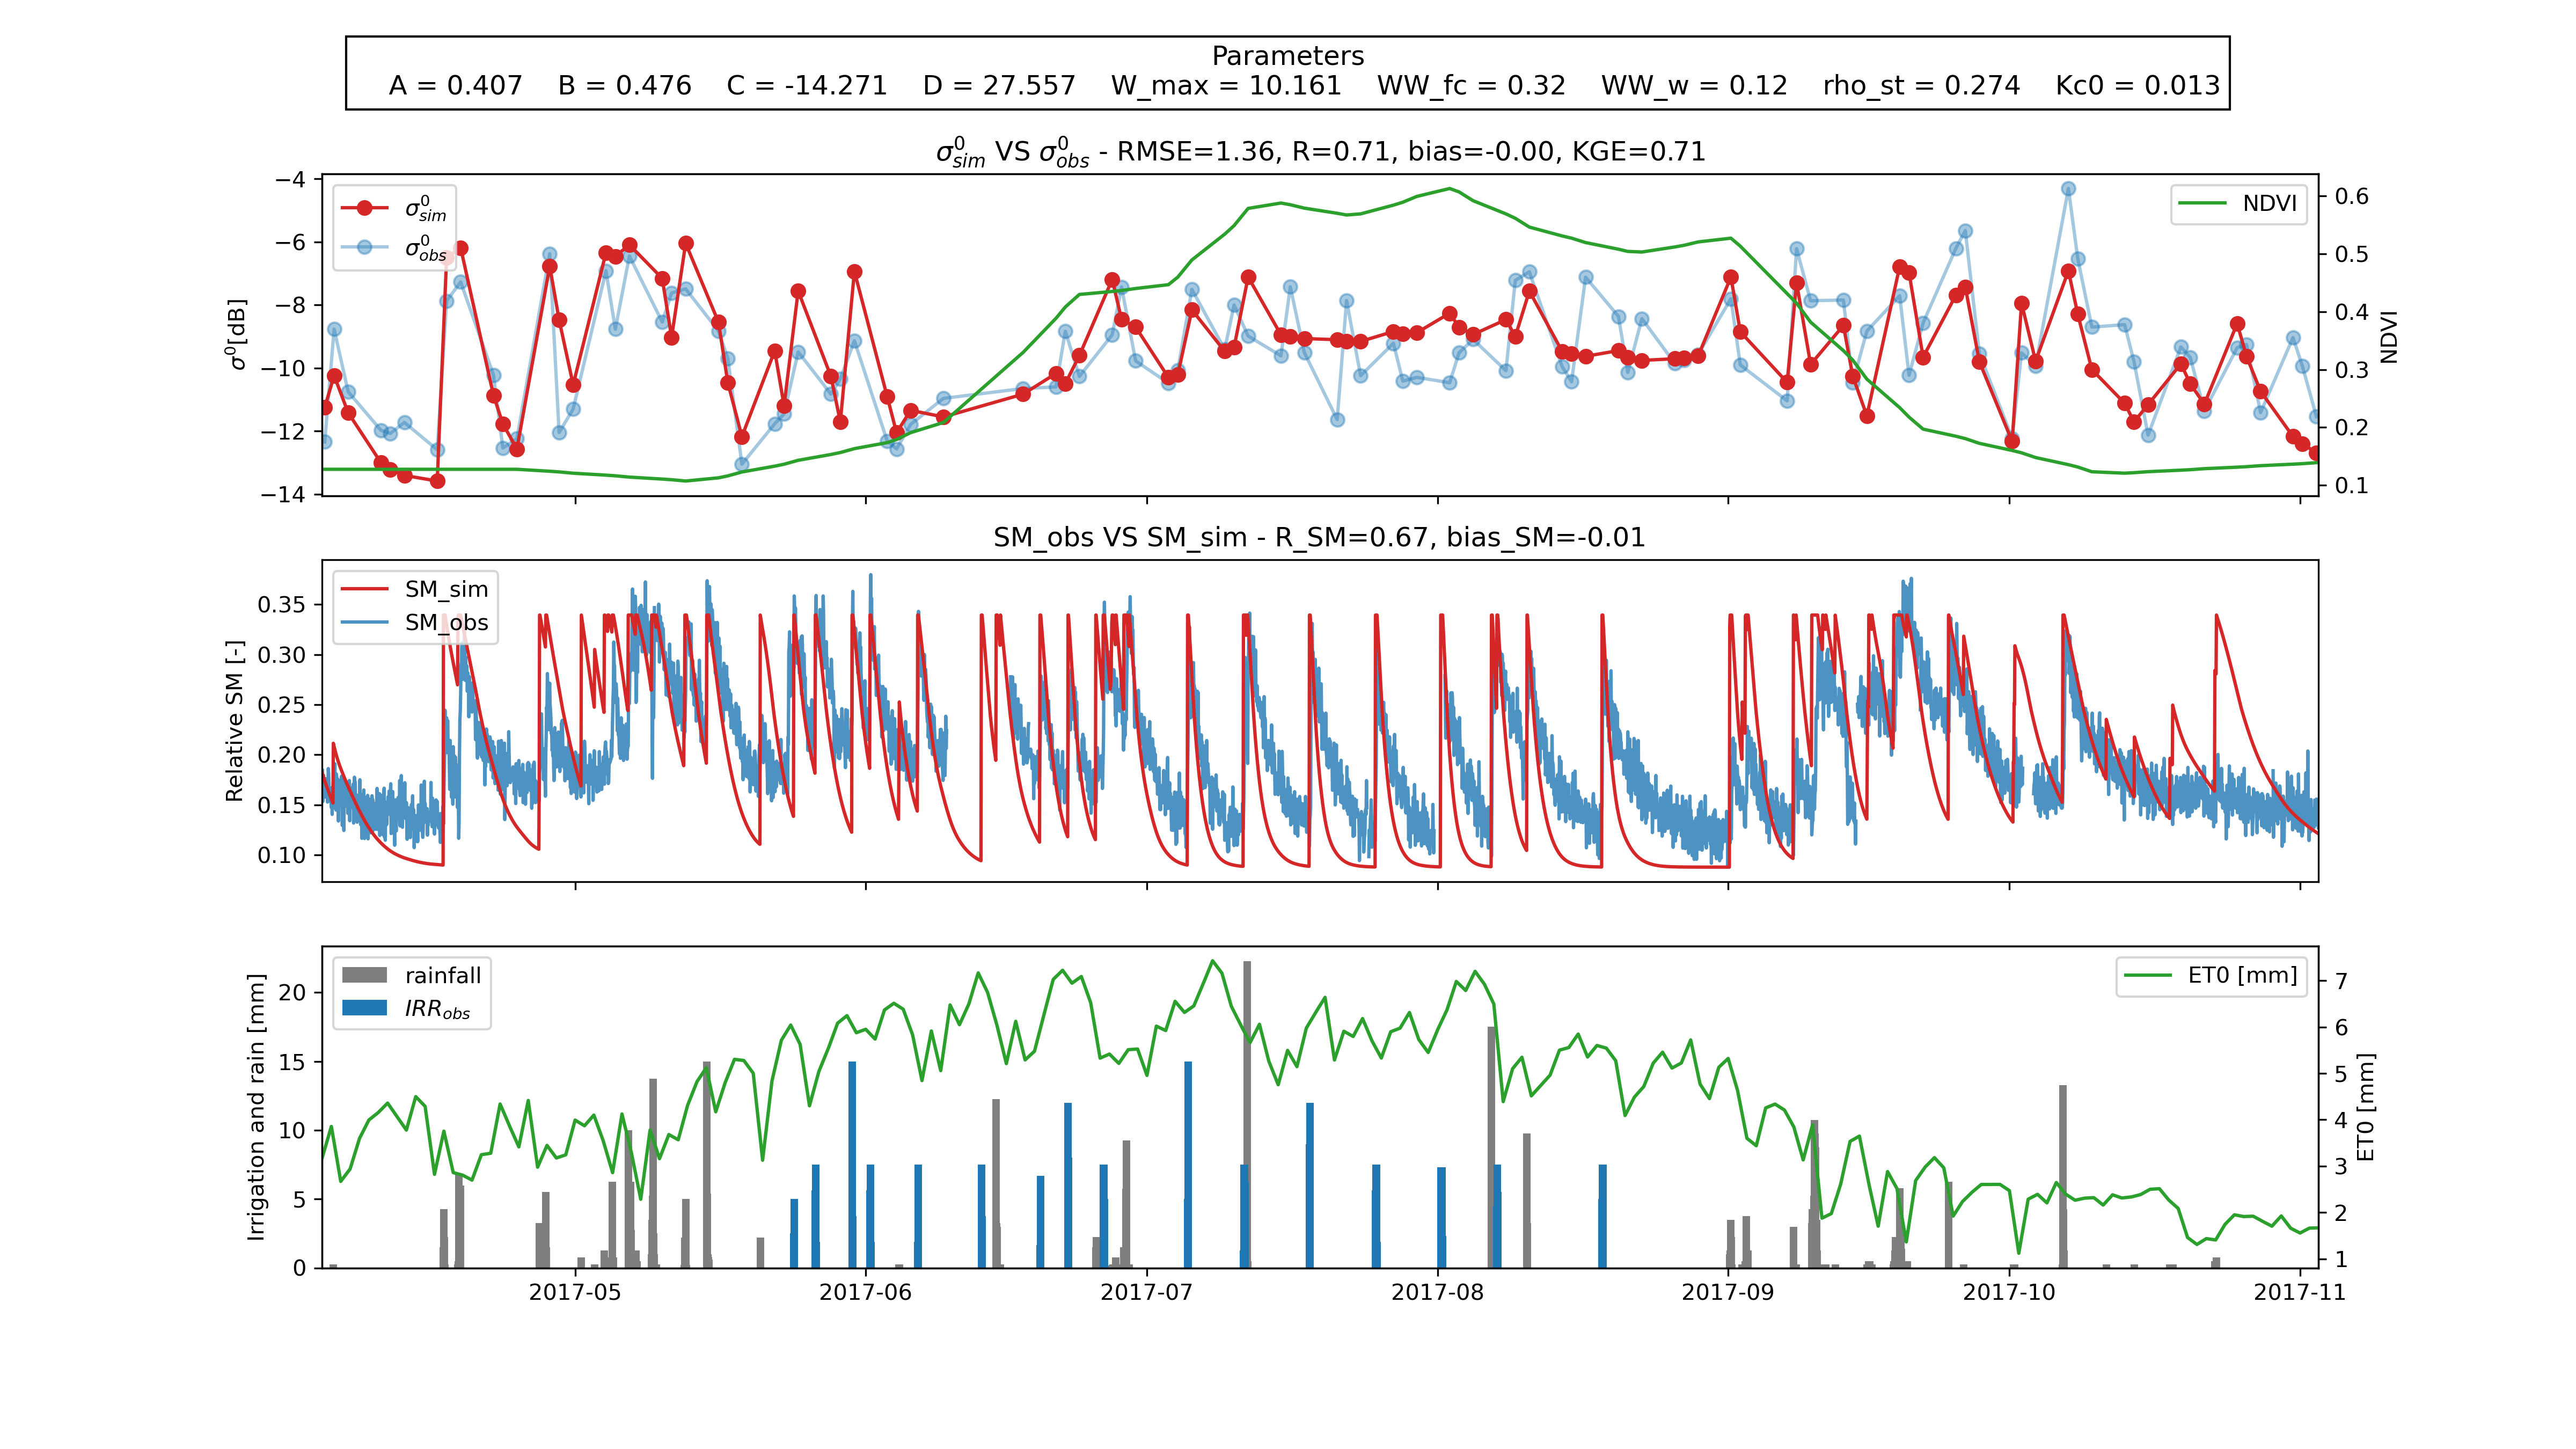 Parameters
A = 0.407 B = 0.476 C = -14.271 D = 27.557 W_max = 10.161 WW_fc = 0.32 WW_w = 0.12 rho_st = 0.274 Kc0 = 0.013
σ⁰sim VS σ⁰obs - RMSE=1.36, R=0.71, bias=-0.00, KGE=0.71
σ⁰[dB]
−4
−6
−8
−10
−12
−14
σ⁰sim
σ⁰obs
NDVI
0.6
0.5
0.4
0.3
0.2
0.1
NDVI
SM_obs VS SM_sim - R_SM=0.67, bias_SM=-0.01
Relative SM [-]
0.35
0.30
0.25
0.20
0.15
0.10
SM_sim
SM_obs
Irrigation and rain [mm]
20
15
10
5
0
rainfall
IRRobs
ET0 [mm]
7
6
5
4
3
2
1
ET0 [mm]
2017-05 2017-06 2017-07 2017-08 2017-09 2017-10 2017-11